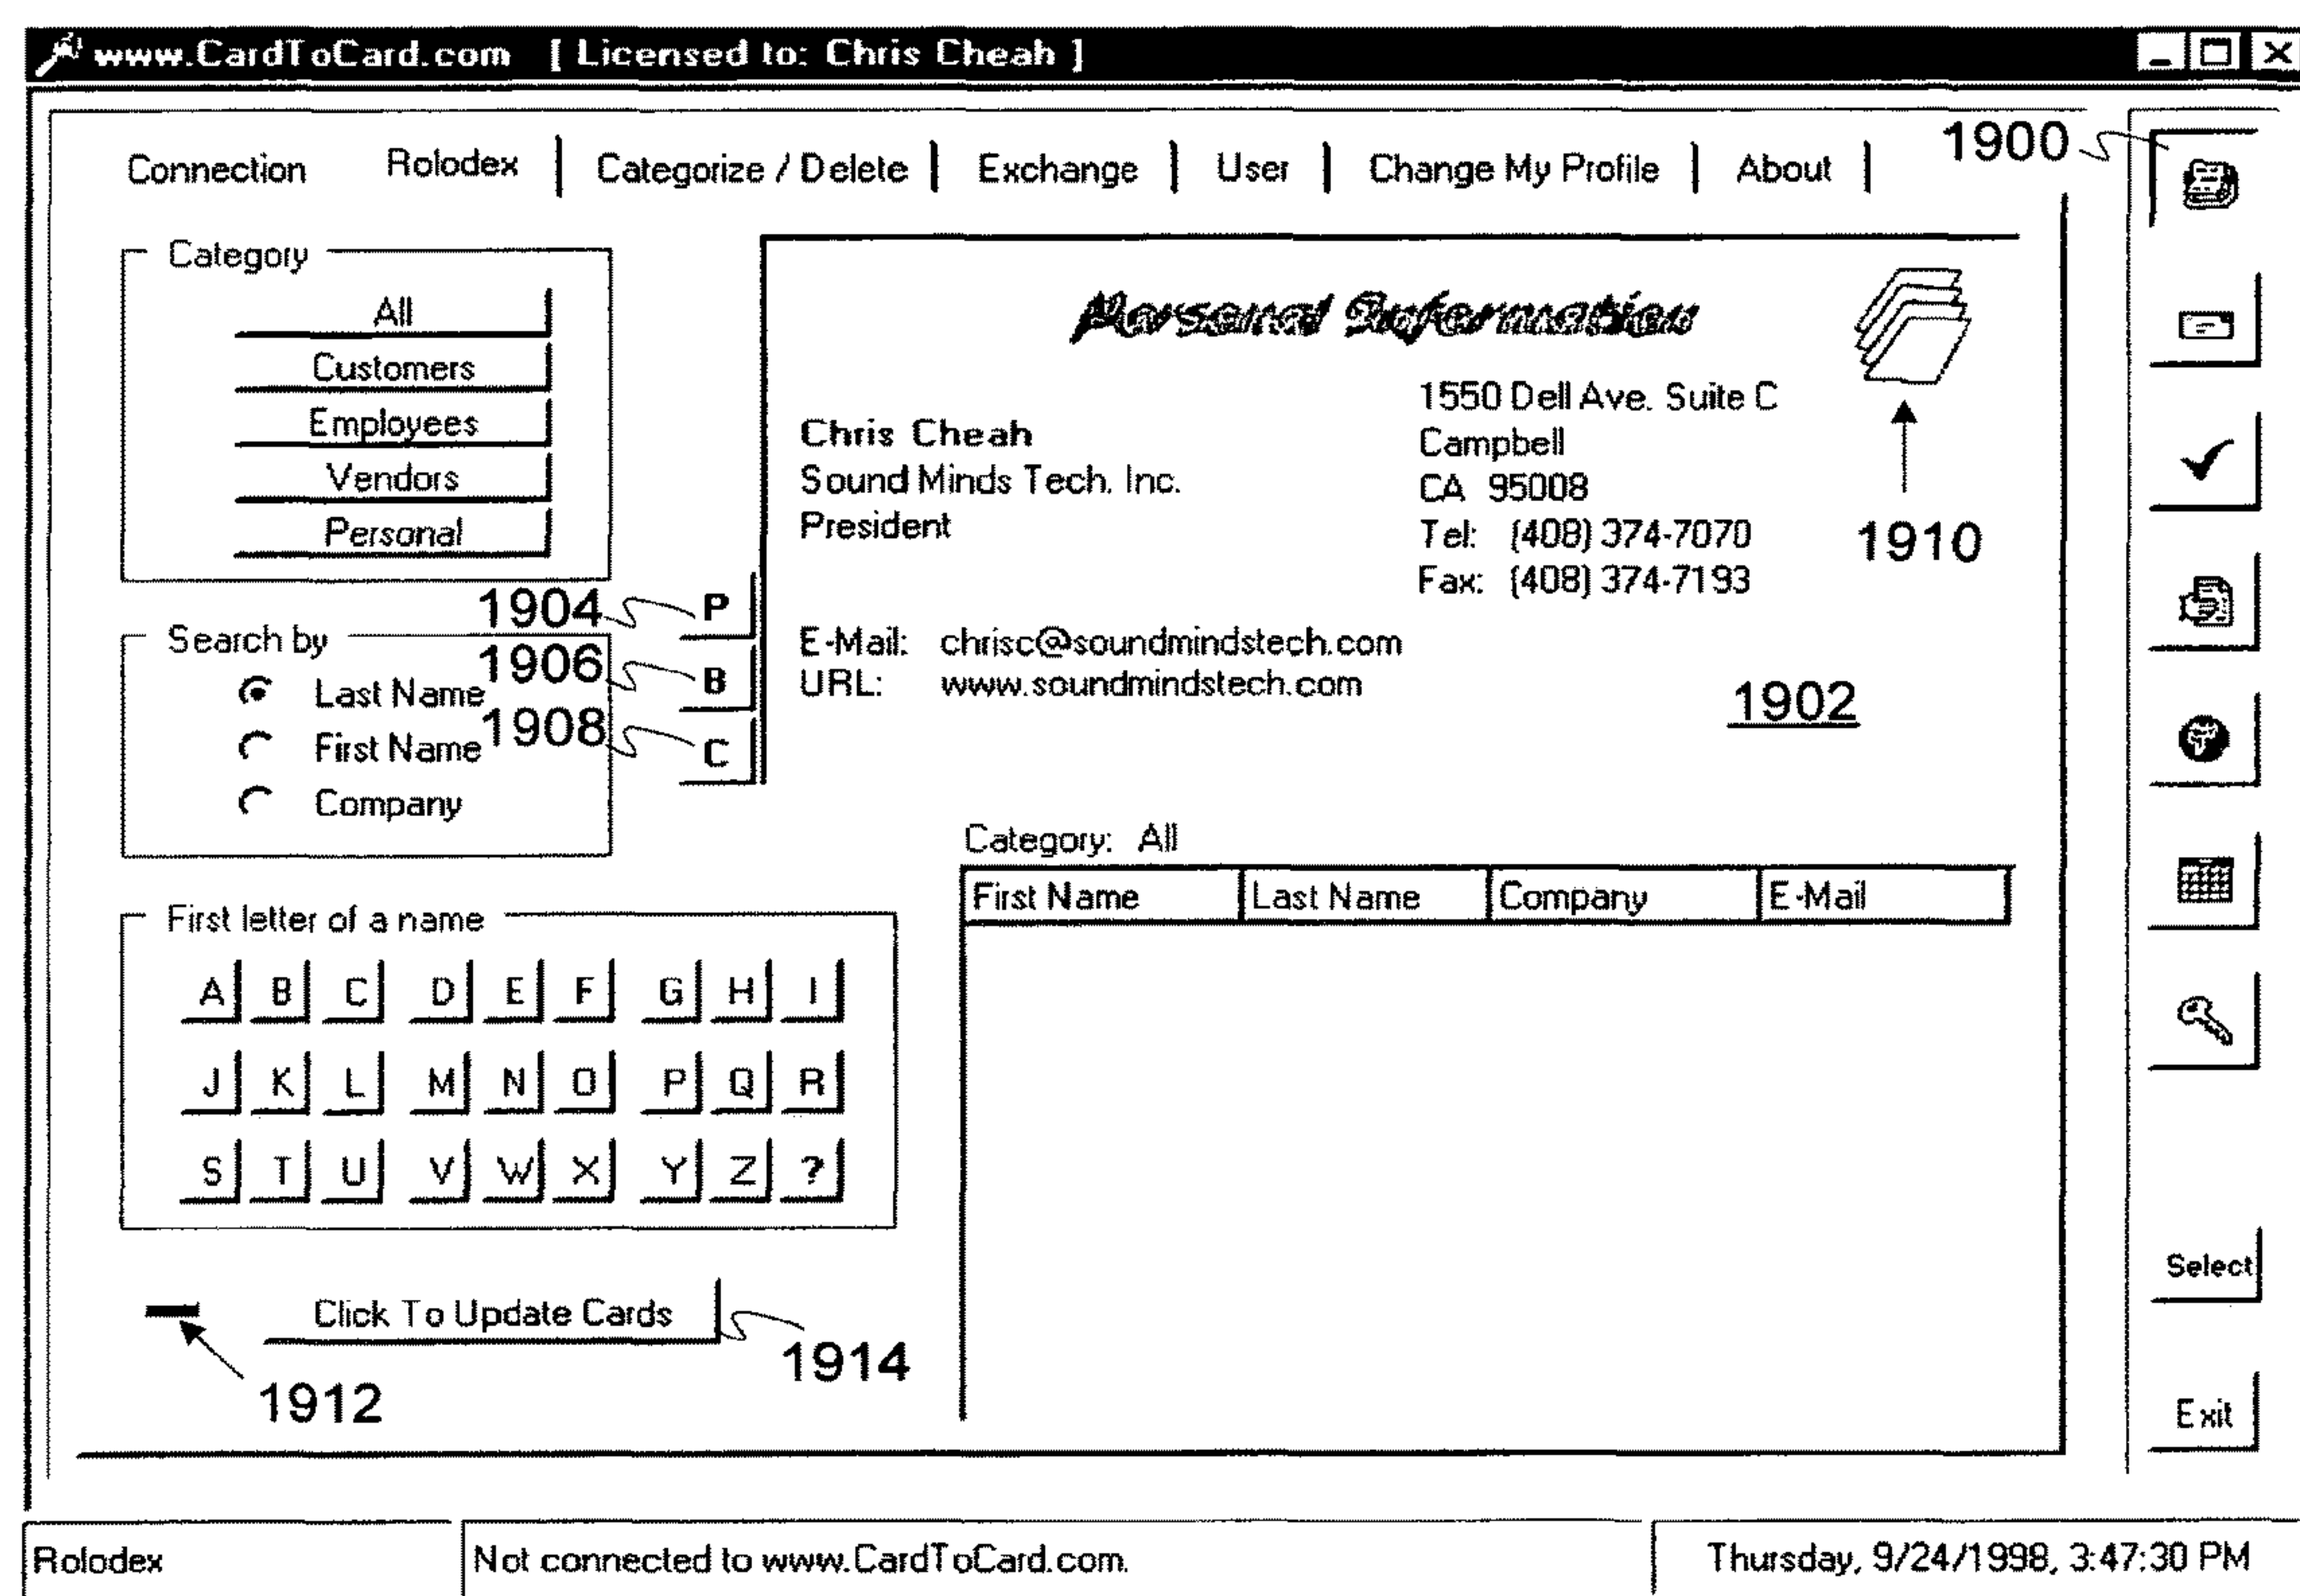 www.CardToCard.com [ Licensed to: Chris Cheah ]
Connection Rolodex Categorize / Delete Exchange User Change My Profile About
1900
Category
All
Customers
Employees
Vendors
Personal
Search by
Last Name
First Name
Company
1904 P
1906 B
1908 C
Personal Information
Chris Cheah
Sound Minds Tech. Inc.
President
1550 Dell Ave. Suite C
Campbell
CA 95008
Tel: (408) 374-7070
Fax: (408) 374-7193
1910
E-Mail: chrisc@soundmindstech.com
URL: www.soundmindstech.com
1902
First letter of a name
A B C D E F G H I
J K L M N O P Q R
S T U V W X Y Z ?
Category: All
First Name Last Name Company E-Mail
Click To Update Cards
1912
1914
Select
Exit
Rolodex
Not connected to www.CardToCard.com.
Thursday, 9/24/1998, 3:47:30 PM